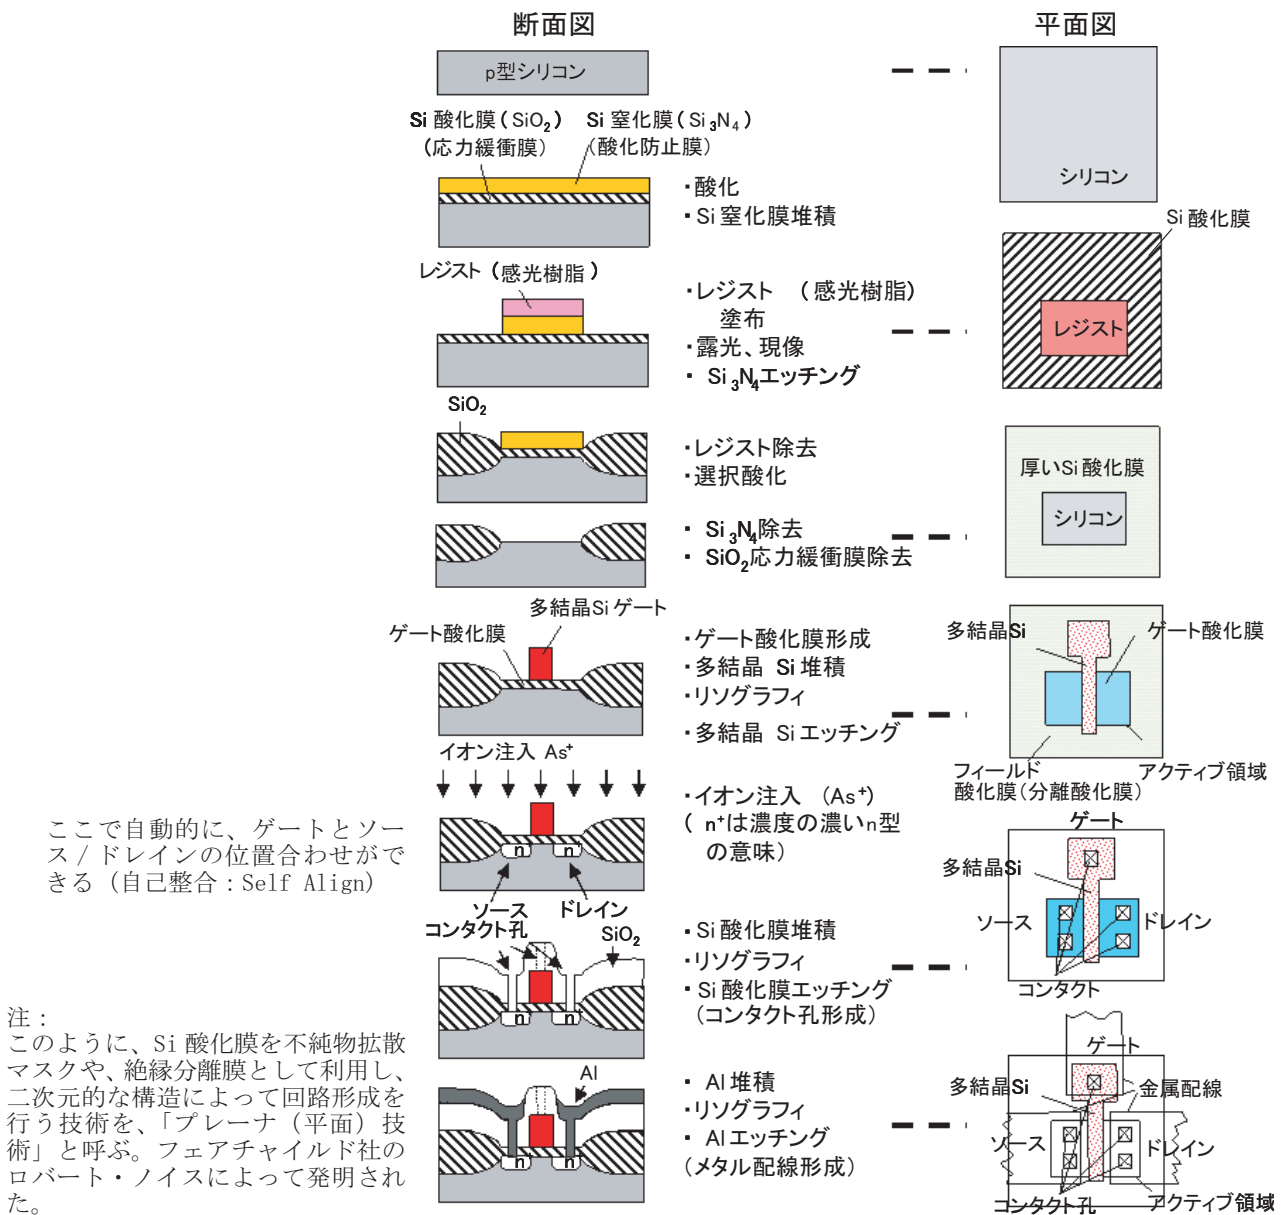 断面図
平面図
p型シリコン
Si 酸化膜(SiO2)
(応力緩衝膜)
Si 窒化膜(Si3N4)
(酸化防止膜)
・酸化
・Si 窒化膜堆積
シリコン
Si 酸化膜
レジスト (感光樹脂)
・レジスト (感光樹脂)
塗布
・露光、現像
・Si3N4エッチング
レジスト
SiO2
・レジスト除去
・選択酸化
厚いSi 酸化膜
シリコン
・Si3N4除去
・SiO2応力緩衝膜除去
多結晶Si ゲート
ゲート酸化膜
・ゲート酸化膜形成
・多結晶 Si 堆積
・リソグラフィ
・多結晶 Si エッチング
多結晶Si
ゲート酸化膜
フィールド
酸化膜(分離酸化膜)
アクティブ領域
イオン注入 As+
・イオン注入 (As+)
( n+は濃度の濃いn型
の意味)
ここで自動的に、ゲートとソー
ス/ドレインの位置合わせがで
きる (自己整合:Self Align)
n
n
ソース
ドレイン
ゲート
多結晶Si
ソース
ドレイン
コンタクト
コンタクト孔
SiO2
n
n
・Si 酸化膜堆積
・リソグラフィ
・Si 酸化膜エッチング
(コンタクト孔形成)
注:
このように、Si 酸化膜を不純物拡散
マスクや、絶縁分離膜として利用し、
二次元的な構造によって回路形成を
行う技術を、「プレーナ(平面)技
術」と呼ぶ。フェアチャイルド社の
ロバート・ノイスによって発明され
た。
Al
n
n
・Al 堆積
・リソグラフィ
・Al エッチング
(メタル配線形成)
ゲート
多結晶Si
金属配線
ソース
ドレイン
コンタクト孔
アクティブ領域